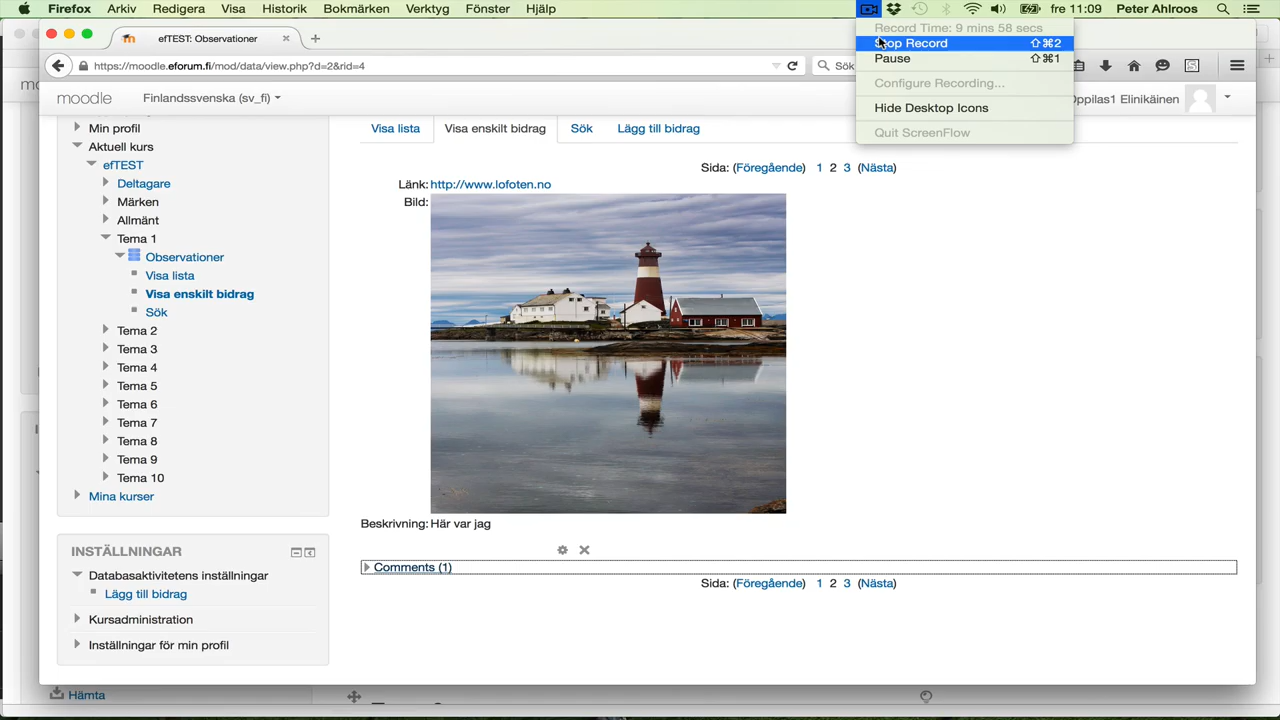 Firefox Arkiv Redigera Visa Historik Bokmärken Verktyg Fönster Hjälp fre 11:09 Peter Ahlroos
Record Time: 9 mins 58 secs
Stop Record ⇧⌘2
Pause ⇧⌘1
Configure Recording...
Hide Desktop Icons
Quit ScreenFlow
efTEST: Observationer
https://moodle.eforum.fi/mod/data/view.php?d=2&rid=4
Sök
moodle Finlandssvenska (sv_fi) Oppilas1 Elinikäinen
Min profil
Aktuell kurs
efTEST
Deltagare
Märken
Allmänt
Tema 1
Observationer
Visa lista
Visa enskilt bidrag
Sök
Tema 2
Tema 3
Tema 4
Tema 5
Tema 6
Tema 7
Tema 8
Tema 9
Tema 10
Mina kurser
INSTÄLLNINGAR
Databasaktivitetens inställningar
Lägg till bidrag
Kursadministration
Inställningar för min profil
Visa lista Visa enskilt bidrag Sök Lägg till bidrag
Sida: (Föregående) 1 2 3 (Nästa)
Länk: http://www.lofoten.no
Bild:
Beskrivning: Här var jag
Comments (1)
Sida: (Föregående) 1 2 3 (Nästa)
Hämta